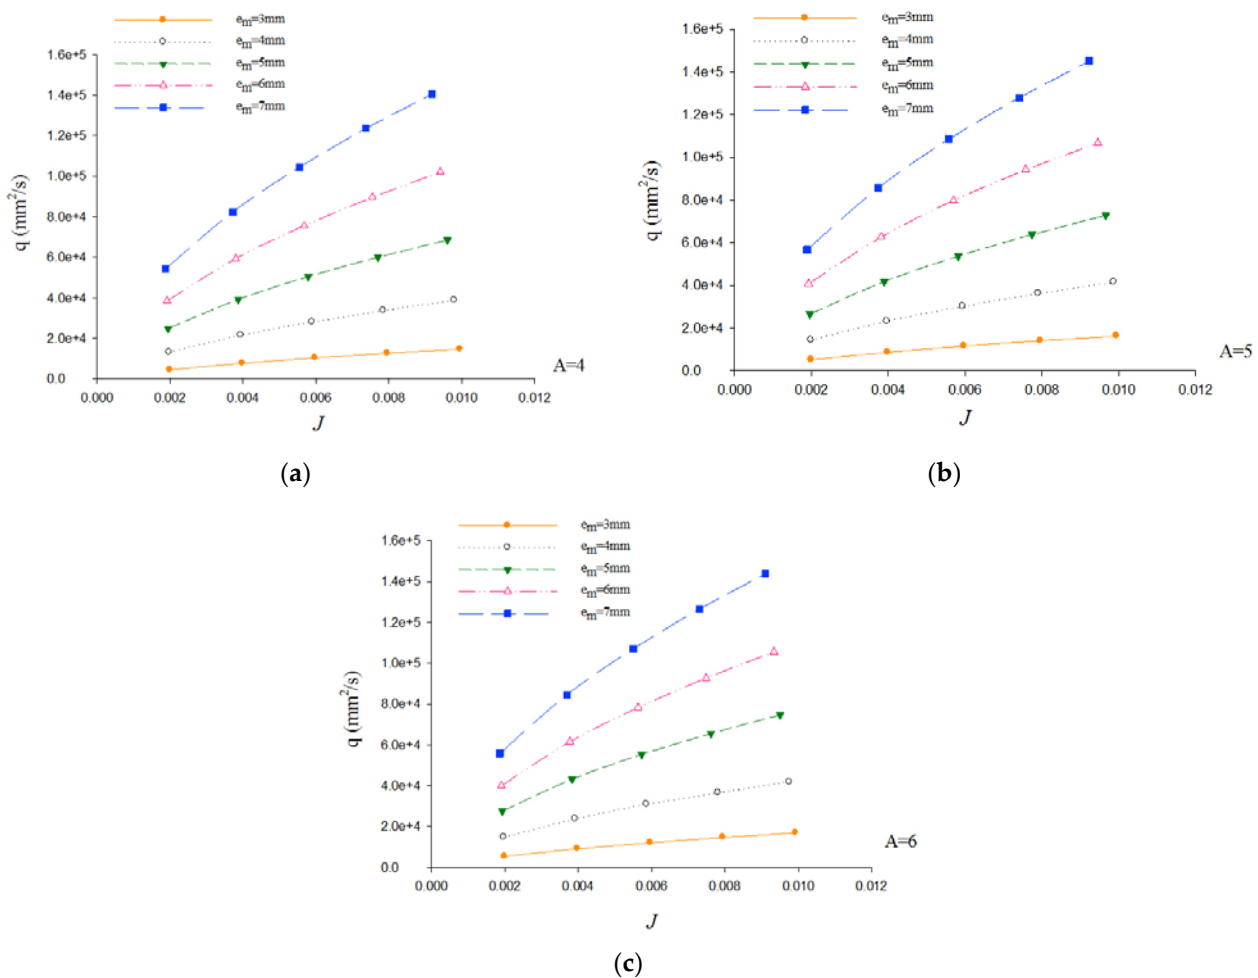 e_m=3mm
e_m=4mm
e_m=5mm
e_m=6mm
e_m=7mm
1.6e+5
1.4e+5
1.2e+5
1.0e+5
8.0e+4
6.0e+4
4.0e+4
2.0e+4
0.0
q (mm²/s)
0.000 0.002 0.004 0.006 0.008 0.010 0.012
J
A=4
(a)
e_m=3mm
e_m=4mm
e_m=5mm
e_m=6mm
e_m=7mm
1.6e+5
1.4e+5
1.2e+5
1.0e+5
8.0e+4
6.0e+4
4.0e+4
2.0e+4
0.0
q (mm²/s)
0.000 0.002 0.004 0.006 0.008 0.010 0.012
J
A=5
(b)
e_m=3mm
e_m=4mm
e_m=5mm
e_m=6mm
e_m=7mm
1.6e+5
1.4e+5
1.2e+5
1.0e+5
8.0e+4
6.0e+4
4.0e+4
2.0e+4
0.0
q (mm²/s)
0.000 0.002 0.004 0.006 0.008 0.010 0.012
J
A=6
(c)